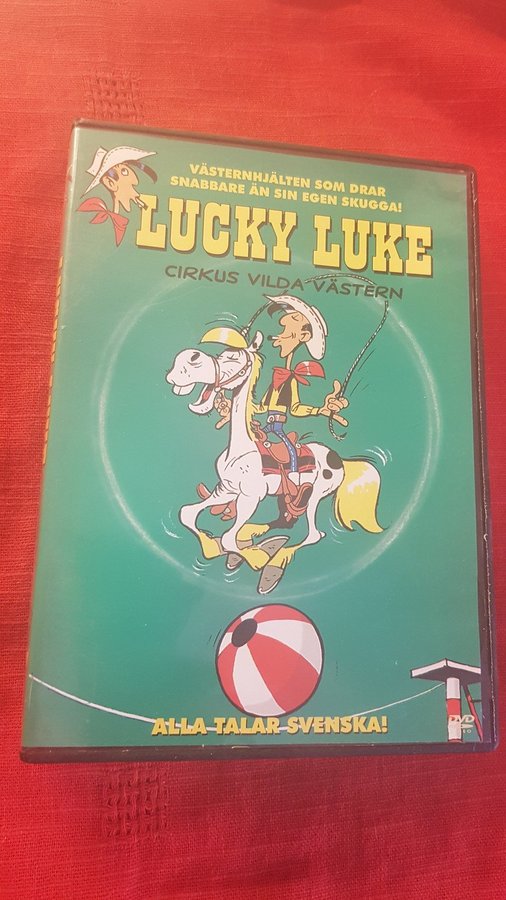 VÄSTERNHJÄLTEN SOM DRAR
SNABBARE ÄN SIN EGEN SKUGGA!
LUCKY LUKE
CIRKUS VILDA VÄSTERN
ALLA TALAR SVENSKA!
DVD